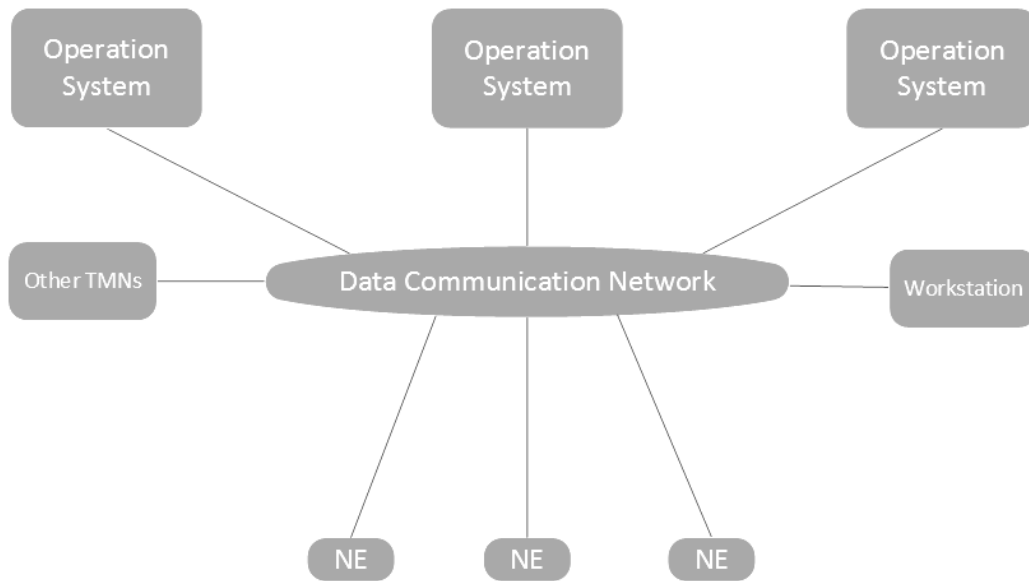 Operation
System
Operation
System
Operation
System
Other TMNs
Data Communication Network
Workstation
NE
NE
NE